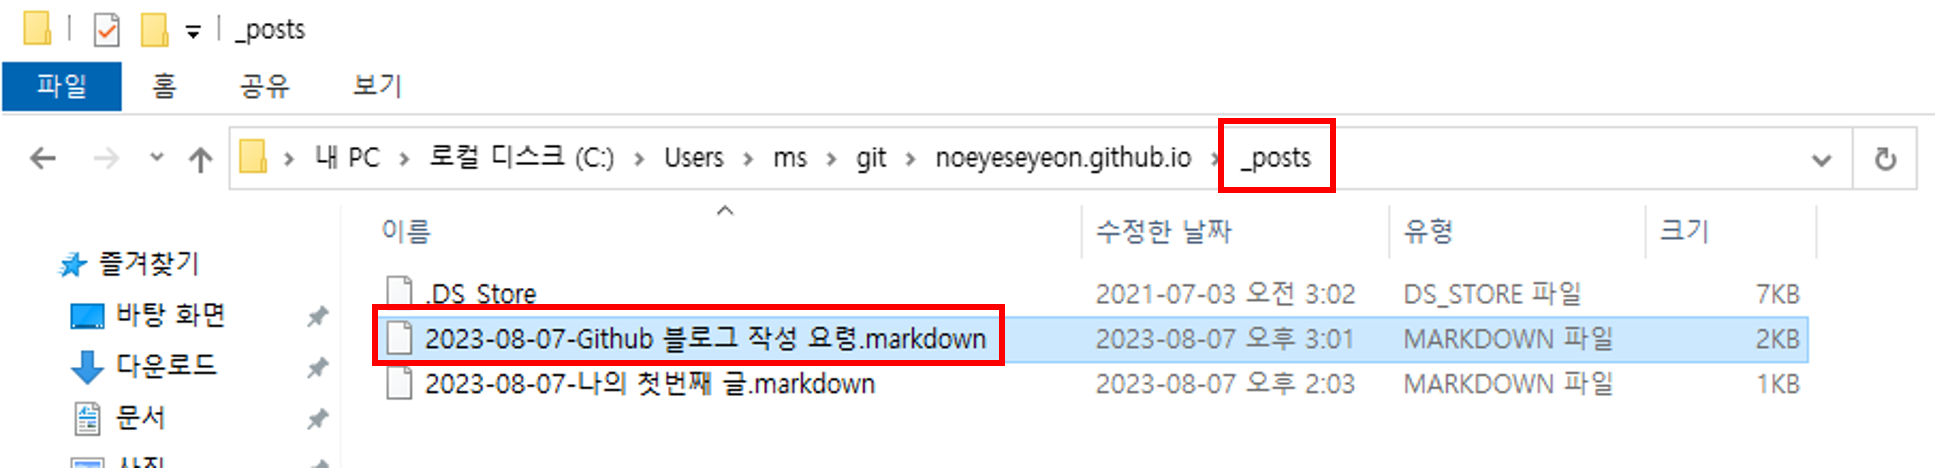 _posts
파일 홈 공유 보기
내 PC 로컬 디스크 (C:) Users ms git noeyeseyeon.github.io _posts
이름 수정한 날짜 유형 크기
즐겨찾기
.DS_Store 2021-07-03 오전 3:02 DS_STORE 파일 7KB
바탕 화면
2023-08-07-Github 블로그 작성 요령.markdown 2023-08-07 오후 3:01 MARKDOWN 파일 2KB
다운로드
2023-08-07-나의 첫번째 글.markdown 2023-08-07 오후 2:03 MARKDOWN 파일 1KB
문서
사진